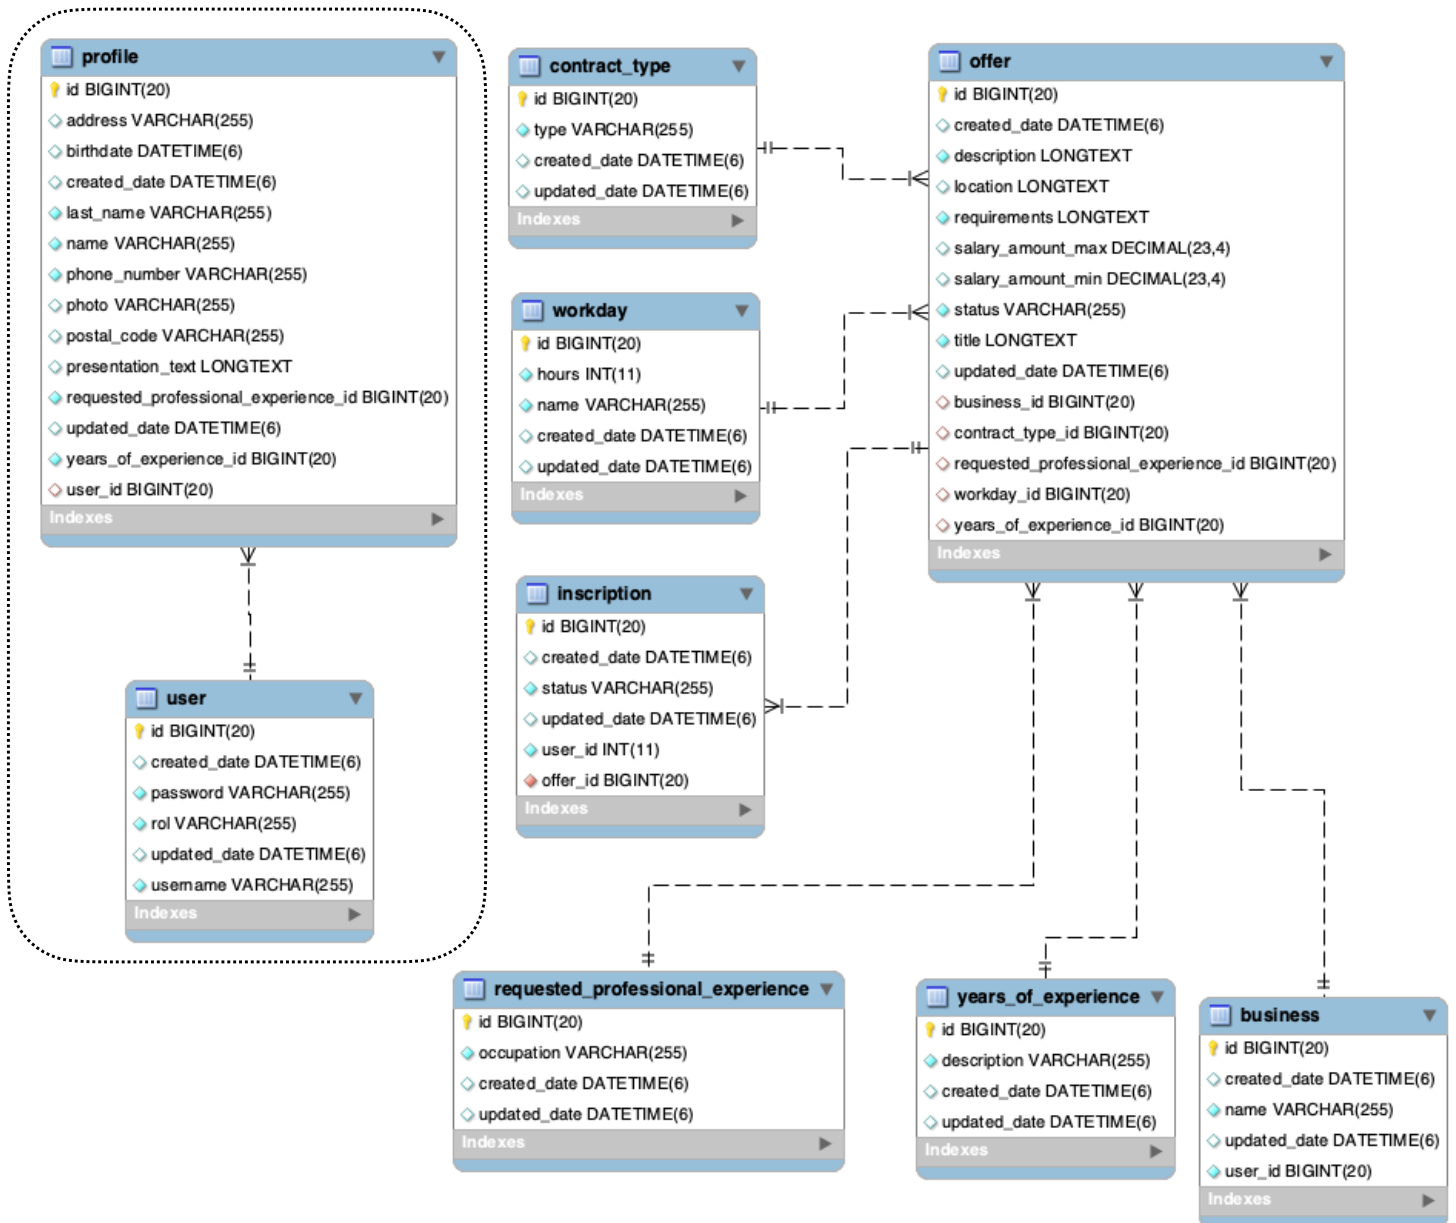 profile
id BIGINT(20)
address VARCHAR(255)
birthdate DATETIME(6)
created_date DATETIME(6)
last_name VARCHAR(255)
name VARCHAR(255)
phone_number VARCHAR(255)
photo VARCHAR(255)
postal_code VARCHAR(255)
presentation_text LONGTEXT
requested_professional_experience_id BIGINT(20)
updated_date DATETIME(6)
years_of_experience_id BIGINT(20)
user_id BIGINT(20)
Indexes
user
id BIGINT(20)
created_date DATETIME(6)
password VARCHAR(255)
rol VARCHAR(255)
updated_date DATETIME(6)
username VARCHAR(255)
Indexes
contract_type
id BIGINT(20)
type VARCHAR(255)
created_date DATETIME(6)
updated_date DATETIME(6)
Indexes
workday
id BIGINT(20)
hours INT(11)
name VARCHAR(255)
created_date DATETIME(6)
updated_date DATETIME(6)
Indexes
inscription
id BIGINT(20)
created_date DATETIME(6)
status VARCHAR(255)
updated_date DATETIME(6)
user_id INT(11)
offer_id BIGINT(20)
Indexes
offer
id BIGINT(20)
created_date DATETIME(6)
description LONGTEXT
location LONGTEXT
requirements LONGTEXT
salary_amount_max DECIMAL(23,4)
salary_amount_min DECIMAL(23,4)
status VARCHAR(255)
title LONGTEXT
updated_date DATETIME(6)
business_id BIGINT(20)
contract_type_id BIGINT(20)
requested_professional_experience_id BIGINT(20)
workday_id BIGINT(20)
years_of_experience_id BIGINT(20)
Indexes
requested_professional_experience
id BIGINT(20)
occupation VARCHAR(255)
created_date DATETIME(6)
updated_date DATETIME(6)
Indexes
years_of_experience
id BIGINT(20)
description VARCHAR(255)
created_date DATETIME(6)
updated_date DATETIME(6)
Indexes
business
id BIGINT(20)
created_date DATETIME(6)
name VARCHAR(255)
updated_date DATETIME(6)
user_id BIGINT(20)
Indexes